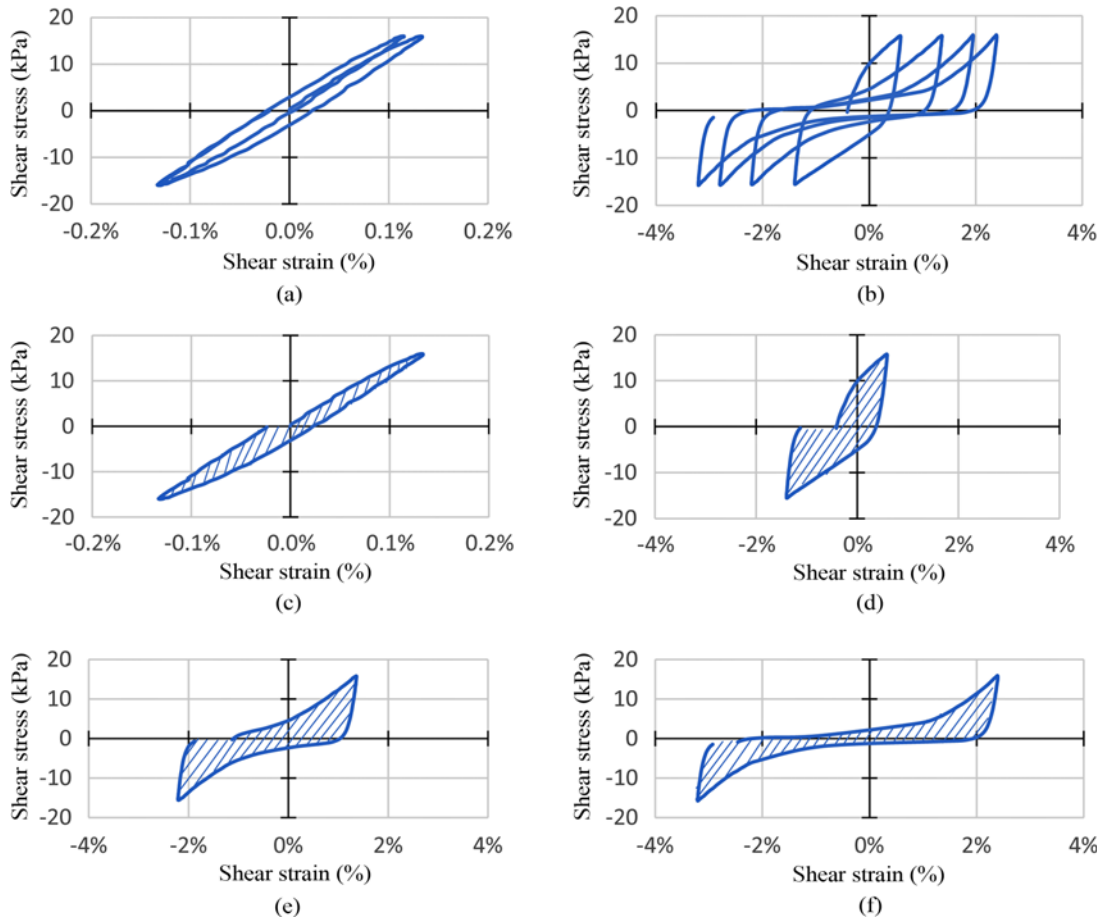 20
10
0
-10
-20
Shear stress (kPa)
-0.2% -0.1% 0.0% 0.1% 0.2%
Shear strain (%)
(a)
20
10
0
-10
-20
Shear stress (kPa)
-4% -2% 0% 2% 4%
Shear strain (%)
(b)
20
10
0
-10
-20
Shear stress (kPa)
-0.2% -0.1% 0.0% 0.1% 0.2%
Shear strain (%)
(c)
20
10
0
-10
-20
Shear stress (kPa)
-4% -2% 0% 2% 4%
Shear strain (%)
(d)
20
10
0
-10
-20
Shear stress (kPa)
-4% -2% 0% 2% 4%
Shear strain (%)
(e)
20
10
0
-10
-20
Shear stress (kPa)
-4% -2% 0% 2% 4%
Shear strain (%)
(f)